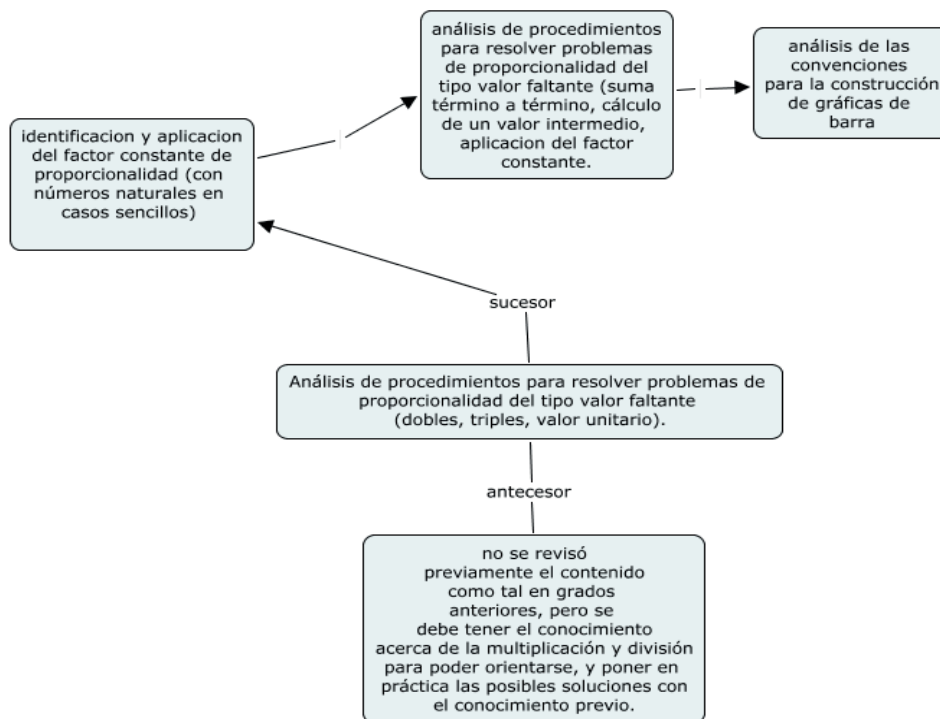 análisis de procedimientos
para resolver problemas
de proporcionalidad del
tipo valor faltante (suma
término a término, cálculo
de un valor intermedio,
aplicacion del factor
constante.
análisis de las
convenciones
para la construcción
de gráficas de
barra
identificacion y aplicacion
del factor constante de
proporcionalidad (con
números naturales en
casos sencillos)
sucesor
Análisis de procedimientos para resolver problemas de
proporcionalidad del tipo valor faltante
(dobles, triples, valor unitario).
antecesor
no se revisó
previamente el contenido
como tal en grados
anteriores, pero se
debe tener el conocimiento
acerca de la multiplicación y división
para poder orientarse, y poner en
práctica las posibles soluciones con
el conocimiento previo.